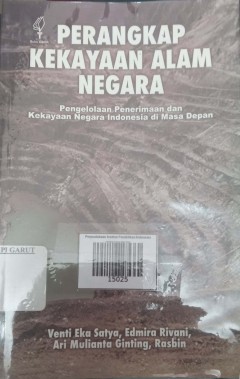 PERANGKAP
KEKAYAAN ALAM
NEGARA
Pengelolaan Penerimaan dan
Kekayaan Negara Indonesia di Masa Depan
PI GARUT
15025
Venti Eka Satya, Edmira Rivani,
Ari Mulianta Ginting, Rasbin